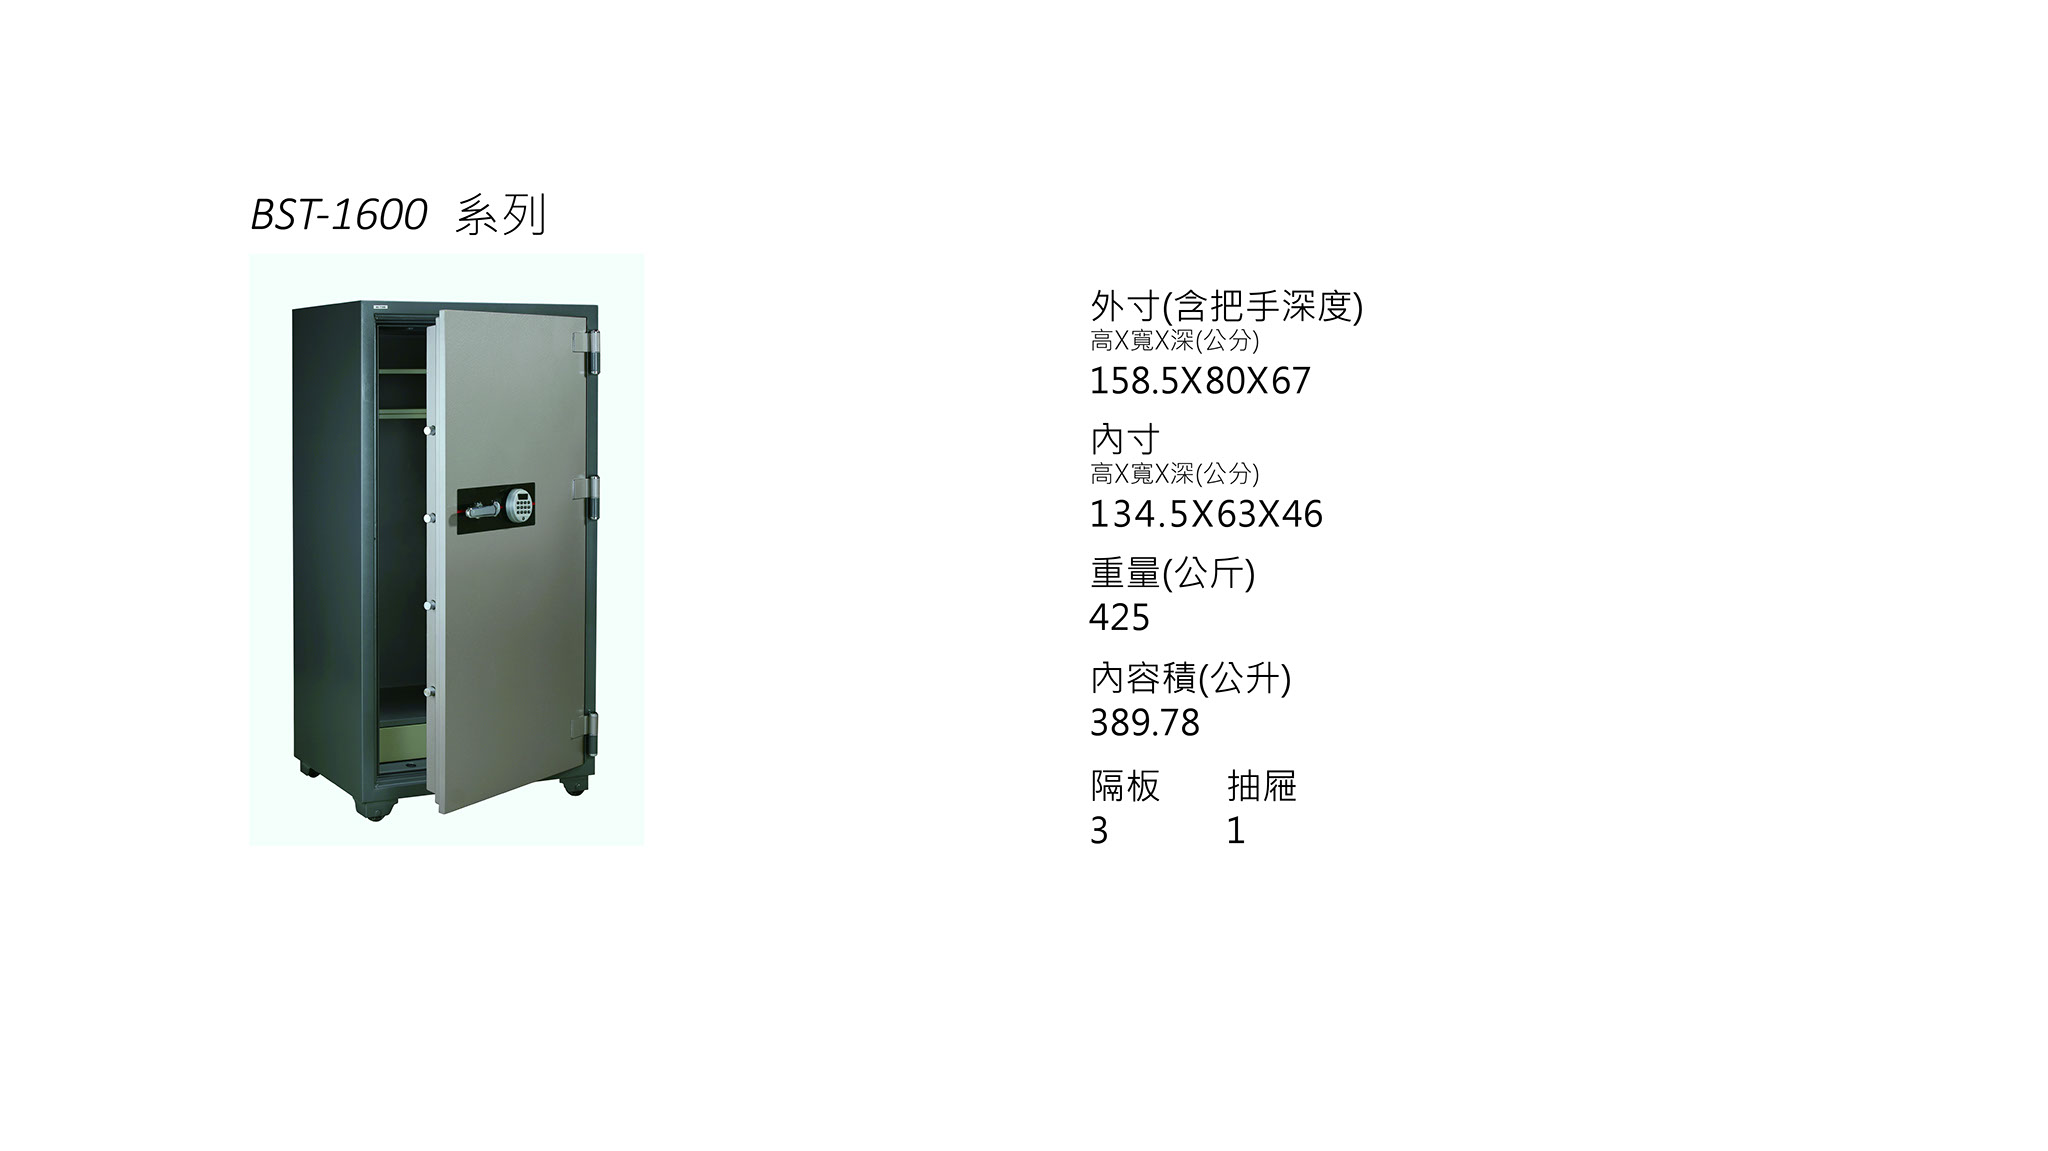 BST-1600 系列
外寸(含把手深度)
高X寬X深(公分)
158.5X80X67
內寸
高X寬X深(公分)
134.5X63X46
重量(公斤)
425
內容積(公升)
389.78
隔板 抽屜
3 1